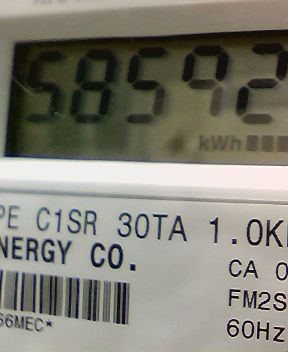 58592
kWh
PE C1SR 30TA 1.0K
NERGY CO.
CA 0
FM2S
66MEC*
60Hz